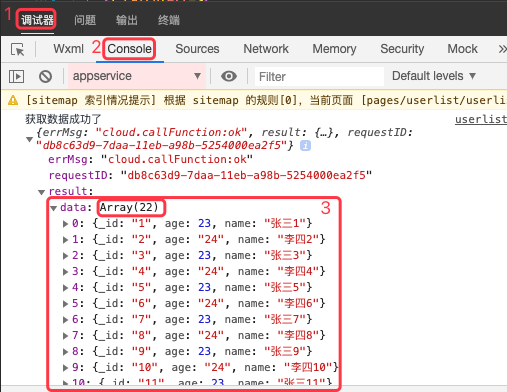 1 调试器 问题 输出 终端
Wxml 2 Console Sources Network Memory Security Mock »
appservice Filter Default levels ▼
[sitemap 索引情况提示] 根据 sitemap 的规则[0]，当前页面 [pages/userlist/userli
获取数据成功了 userlist
{errMsg: "cloud.callFunction:ok", result: {…}, requestID:
"db8c63d9-7daa-11eb-a98b-5254000ea2f5"} i
errMsg: "cloud.callFunction:ok"
requestID: "db8c63d9-7daa-11eb-a98b-5254000ea2f5"
result:
data: Array(22) 3
0: {_id: "1", age: 23, name: "张三1"}
1: {_id: "2", age: "24", name: "李四2"}
2: {_id: "3", age: 23, name: "张三3"}
3: {_id: "4", age: "24", name: "李四4"}
4: {_id: "5", age: 23, name: "张三5"}
5: {_id: "6", age: "24", name: "李四6"}
6: {_id: "7", age: 23, name: "张三7"}
7: {_id: "8", age: "24", name: "李四8"}
8: {_id: "9", age: 23, name: "张三9"}
9: {_id: "10", age: "24", name: "李四10"}
10: {_id: "11", age: 23, name: "张三11"}